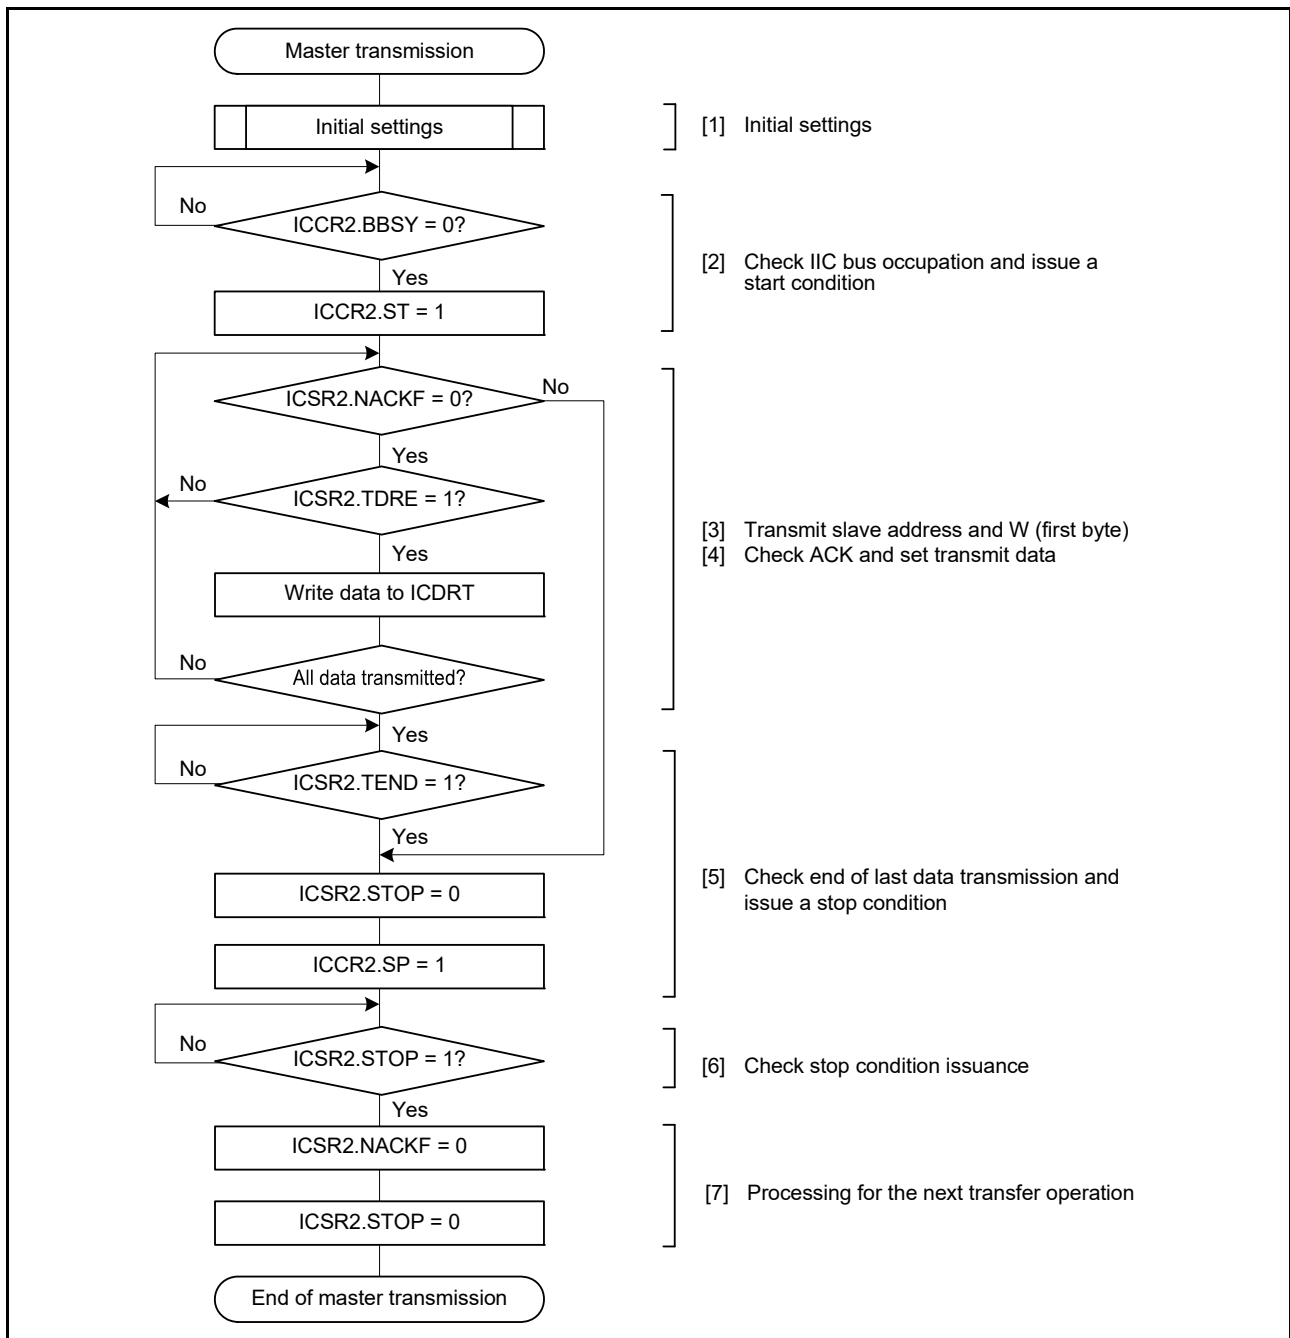 Master transmission
Initial settings
[1] Initial settings
No
ICCR2.BBSY = 0?
Yes
[2] Check IIC bus occupation and issue a
start condition
ICCR2.ST = 1
No
ICSR2.NACKF = 0?
Yes
No
ICSR2.TDRE = 1?
Yes
[3] Transmit slave address and W (first byte)
[4] Check ACK and set transmit data
Write data to ICDRT
No
All data transmitted?
Yes
No
ICSR2.TEND = 1?
Yes
ICSR2.STOP = 0
[5] Check end of last data transmission and
issue a stop condition
ICCR2.SP = 1
No
ICSR2.STOP = 1?
[6] Check stop condition issuance
Yes
ICSR2.NACKF = 0
[7] Processing for the next transfer operation
ICSR2.STOP = 0
End of master transmission